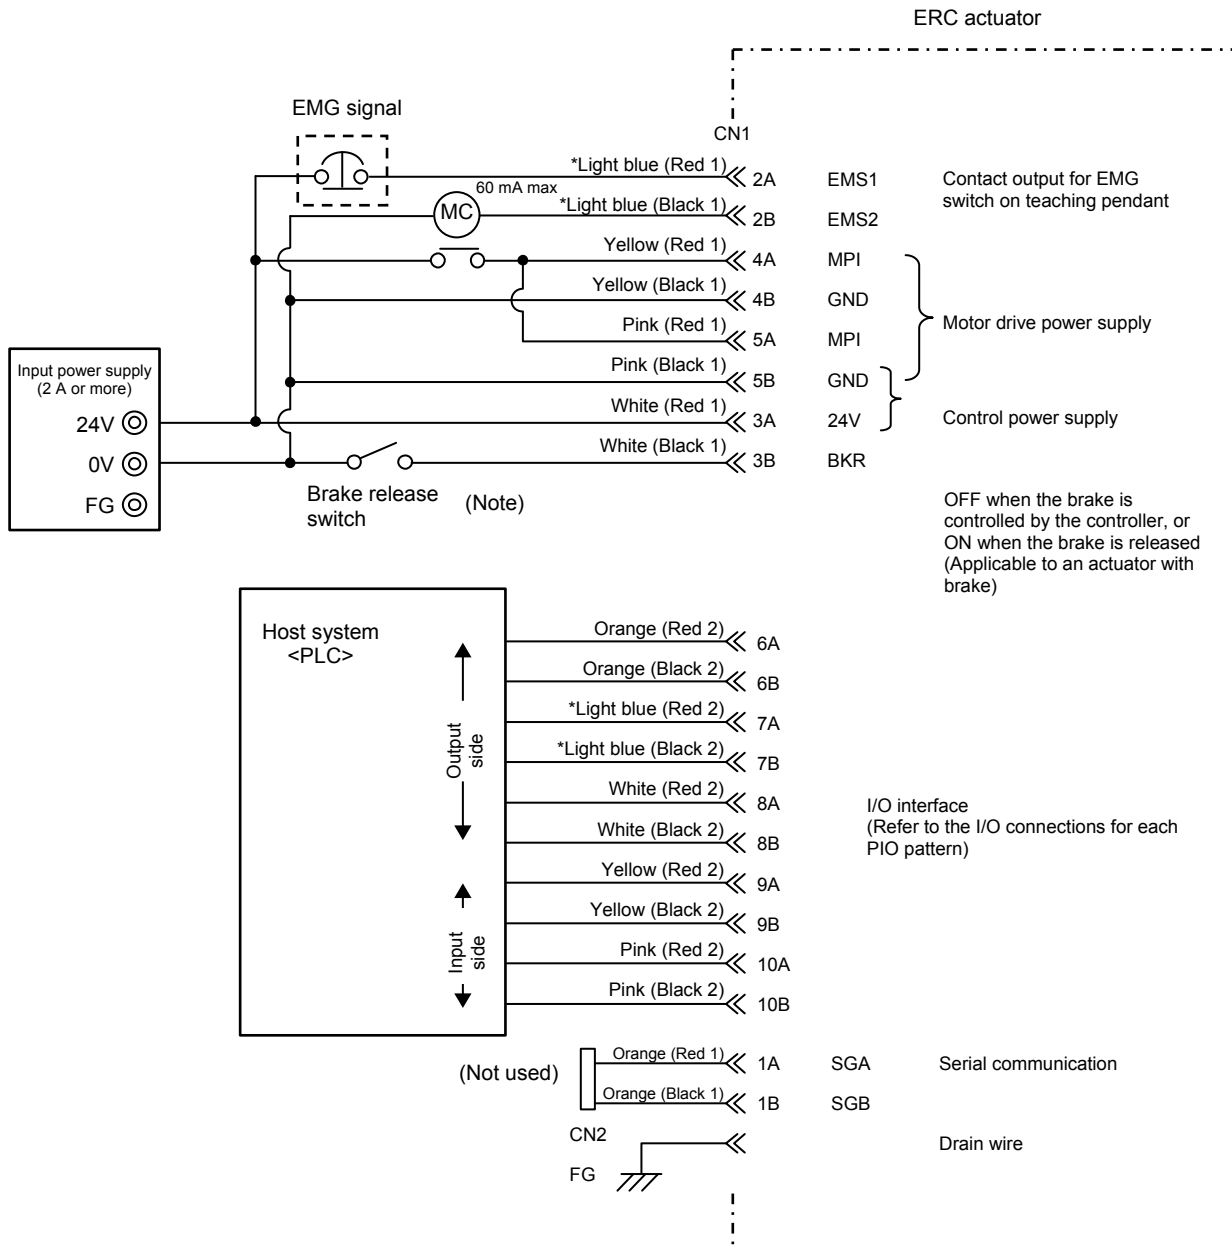 ERC actuator
EMG signal
CN1
*Light blue (Red 1)
2A
EMS1
Contact output for EMG
switch on teaching pendant
MC
60 mA max
*Light blue (Black 1)
2B
EMS2
Yellow (Red 1)
4A
MPI
Yellow (Black 1)
4B
GND
Motor drive power supply
Pink (Red 1)
5A
MPI
Pink (Black 1)
5B
GND
Input power supply
(2 A or more)
24V
0V
FG
White (Red 1)
3A
24V
Control power supply
White (Black 1)
3B
BKR
Brake release
switch
(Note)
OFF when the brake is
controlled by the controller, or
ON when the brake is released
(Applicable to an actuator with
brake)
Host system
<PLC>
Output
side
Input
side
Orange (Red 2)
6A
Orange (Black 2)
6B
*Light blue (Red 2)
7A
*Light blue (Black 2)
7B
White (Red 2)
8A
White (Black 2)
8B
Yellow (Red 2)
9A
Yellow (Black 2)
9B
Pink (Red 2)
10A
Pink (Black 2)
10B
I/O interface
(Refer to the I/O connections for each
PIO pattern)
(Not used)
Orange (Red 1)
1A
SGA
Serial communication
Orange (Black 1)
1B
SGB
CN2
FG
Drain wire